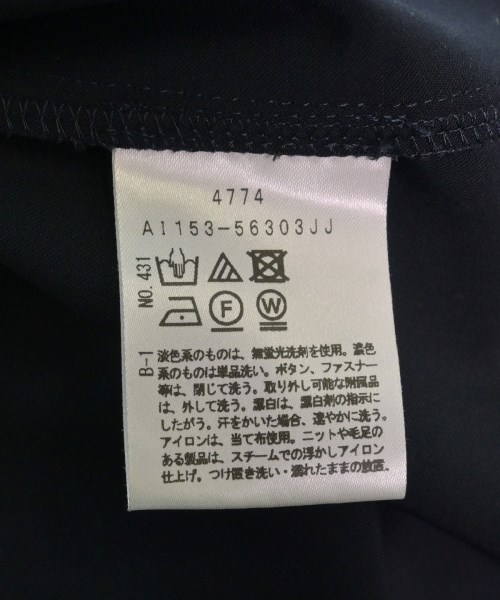 4774
AI153-56303JJ
NO.431
F
W
B-1
淡色系のものは、無蛍光洗剤を使用。濃色
系のものは単品洗い。ボタン、ファスナー
等は、閉じて洗う。取り外し可能な附属品
は、外して洗う。漂白は、漂白剤の指示に
したがう。汗をかいた場合、速やかに洗う。
アイロンは、当て布使用。ニットや毛足の
ある製品は、スチームでの浮かしアイロン
仕上げ。つけ置き洗い・濡れたままの放置。